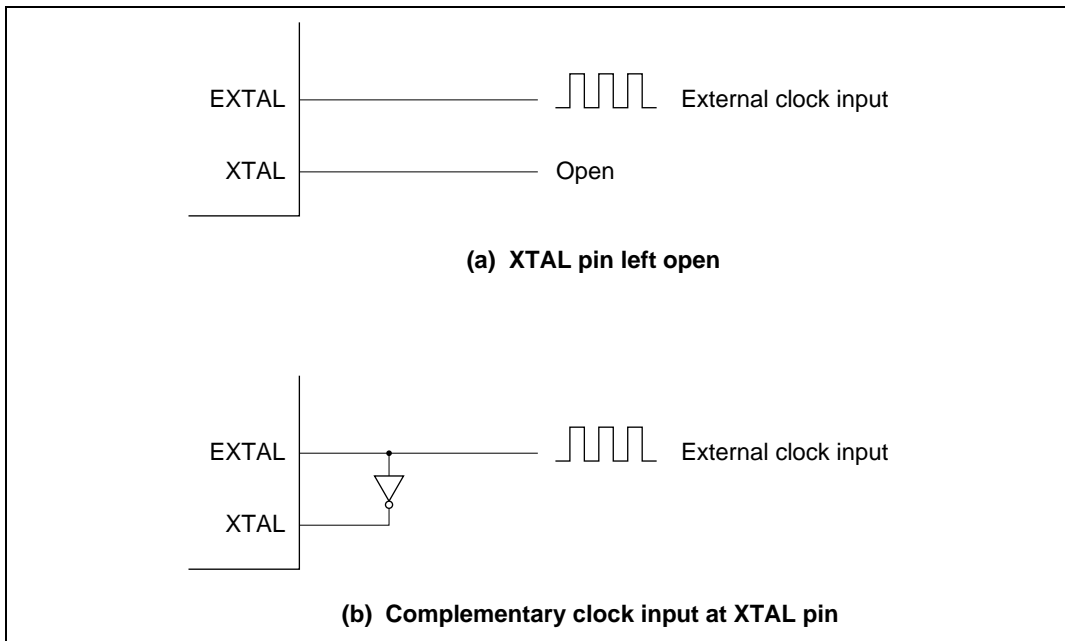 EXTAL
External clock input
XTAL
Open
(a) XTAL pin left open
EXTAL
External clock input
XTAL
(b) Complementary clock input at XTAL pin